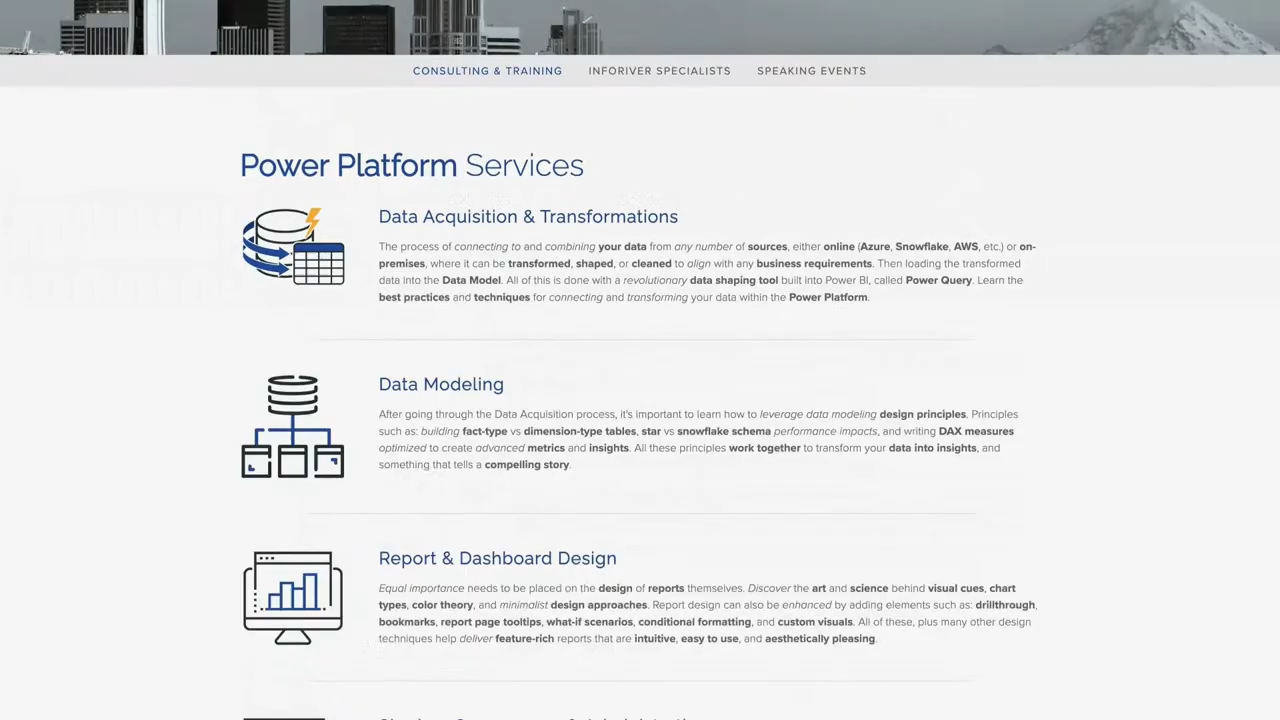 CONSULTING & TRAINING INFORIVER SPECIALISTS SPEAKING EVENTS
Power Platform Services
Data Acquisition & Transformations
The process of connecting to and combining your data from any number of sources, either online (Azure, Snowflake, AWS, etc.) or on-
premises, where it can be transformed, shaped, or cleaned to align with any business requirements. Then loading the transformed
data into the Data Model. All of this is done with a revolutionary data shaping tool built into Power BI, called Power Query. Learn the
best practices and techniques for connecting and transforming your data within the Power Platform.
Data Modeling
After going through the Data Acquisition process, it's important to learn how to leverage data modeling design principles. Principles
such as: building fact-type vs dimension-type tables, star vs snowflake schema performance impacts, and writing DAX measures
optimized to create advanced metrics and insights. All these principles work together to transform your data into insights, and
something that tells a compelling story.
Report & Dashboard Design
Equal importance needs to be placed on the design of reports themselves. Discover the art and science behind visual cues, chart
types, color theory, and minimalist design approaches. Report design can also be enhanced by adding elements such as: drillthrough,
bookmarks, report page tooltips, what-if scenarios, conditional formatting, and custom visuals. All of these, plus many other design
techniques help deliver feature-rich reports that are intuitive, easy to use, and aesthetically pleasing.